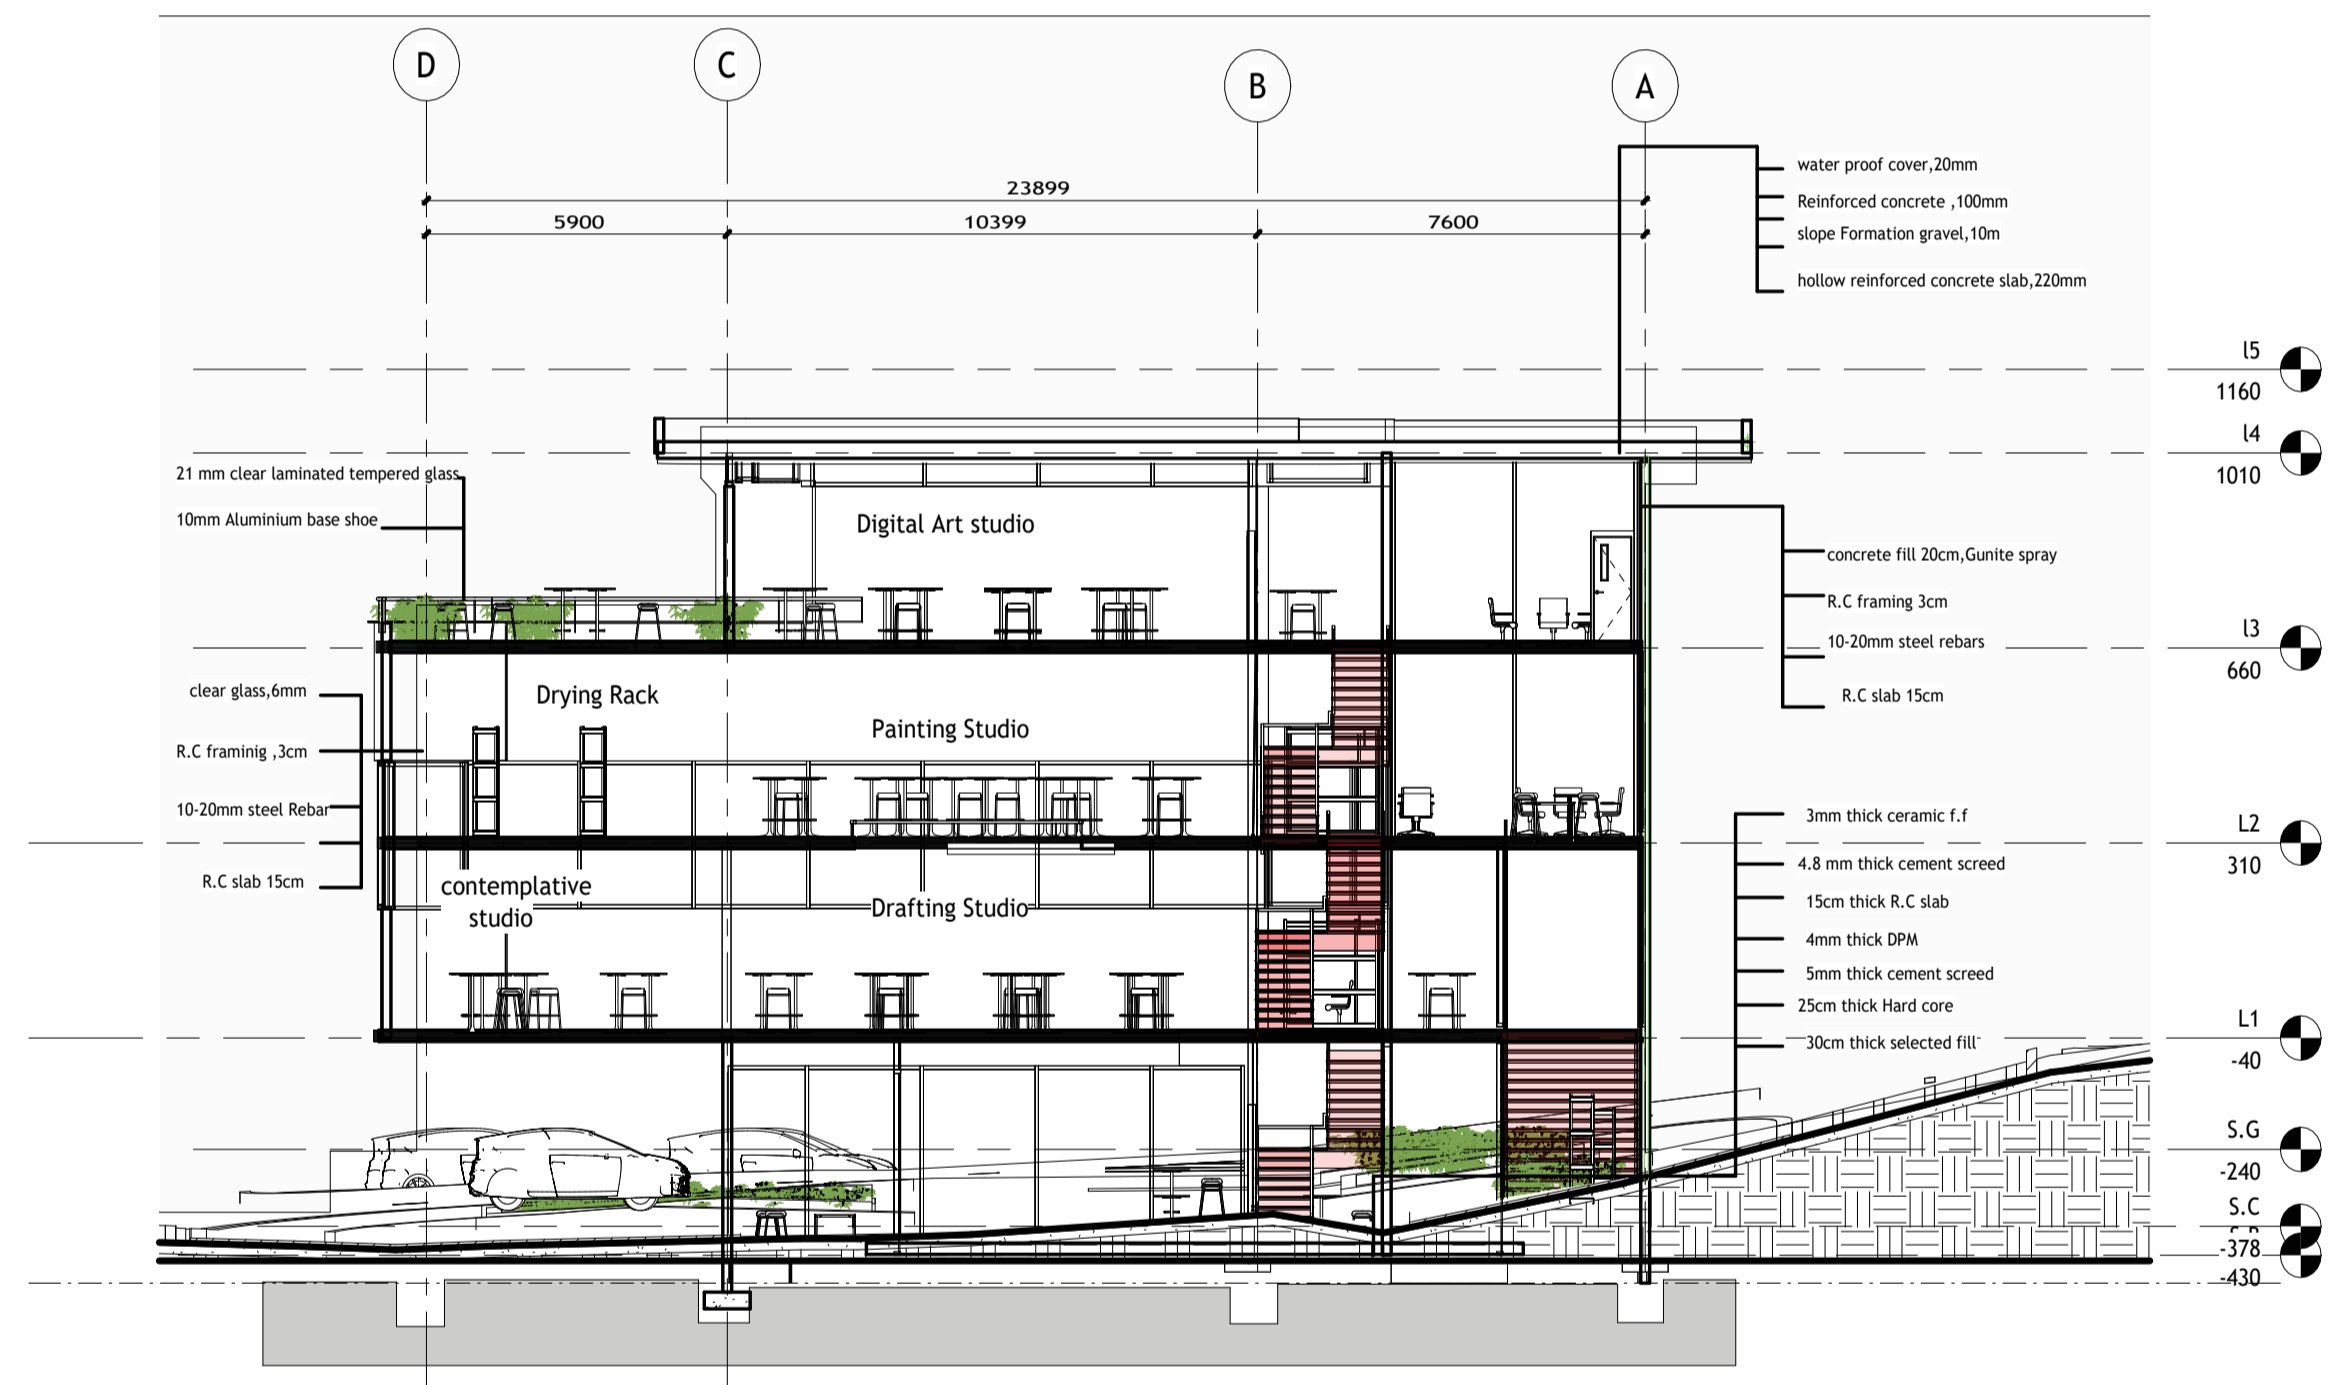 D
C
B
A
23899
5900
10399
7600
water proof cover,20mm
Reinforced concrete ,100mm
slope Formation gravel,10m
hollow reinforced concrete slab,220mm
l5
1160
l4
1010
21 mm clear laminated tempered glass
10mm Aluminium base shoe
Digital Art studio
concrete fill 20cm,Gunite spray
R.C framing 3cm
10-20mm steel rebars
R.C slab 15cm
l3
660
clear glass,6mm
R.C framinig ,3cm
10-20mm steel Rebar
R.C slab 15cm
Drying Rack
Painting Studio
L2
310
contemplative
studio
Drafting Studio
3mm thick ceramic f.f
4.8 mm thick cement screed
15cm thick R.C slab
4mm thick DPM
5mm thick cement screed
25cm thick Hard core
30cm thick selected fill
L1
-40
S.G
-240
S.C
-378
-430